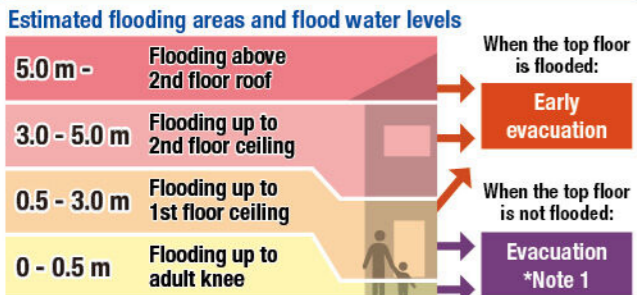 Estimated flooding areas and flood water levels
5.0 m -
Flooding above
2nd floor roof
3.0 - 5.0 m
Flooding up to
2nd floor ceiling
0.5 - 3.0 m
Flooding up to
1st floor ceiling
0 - 0.5 m
Flooding up to
adult knee
When the top floor
is flooded:
Early
evacuation
When the top floor
is not flooded:
Evacuation
*Note 1